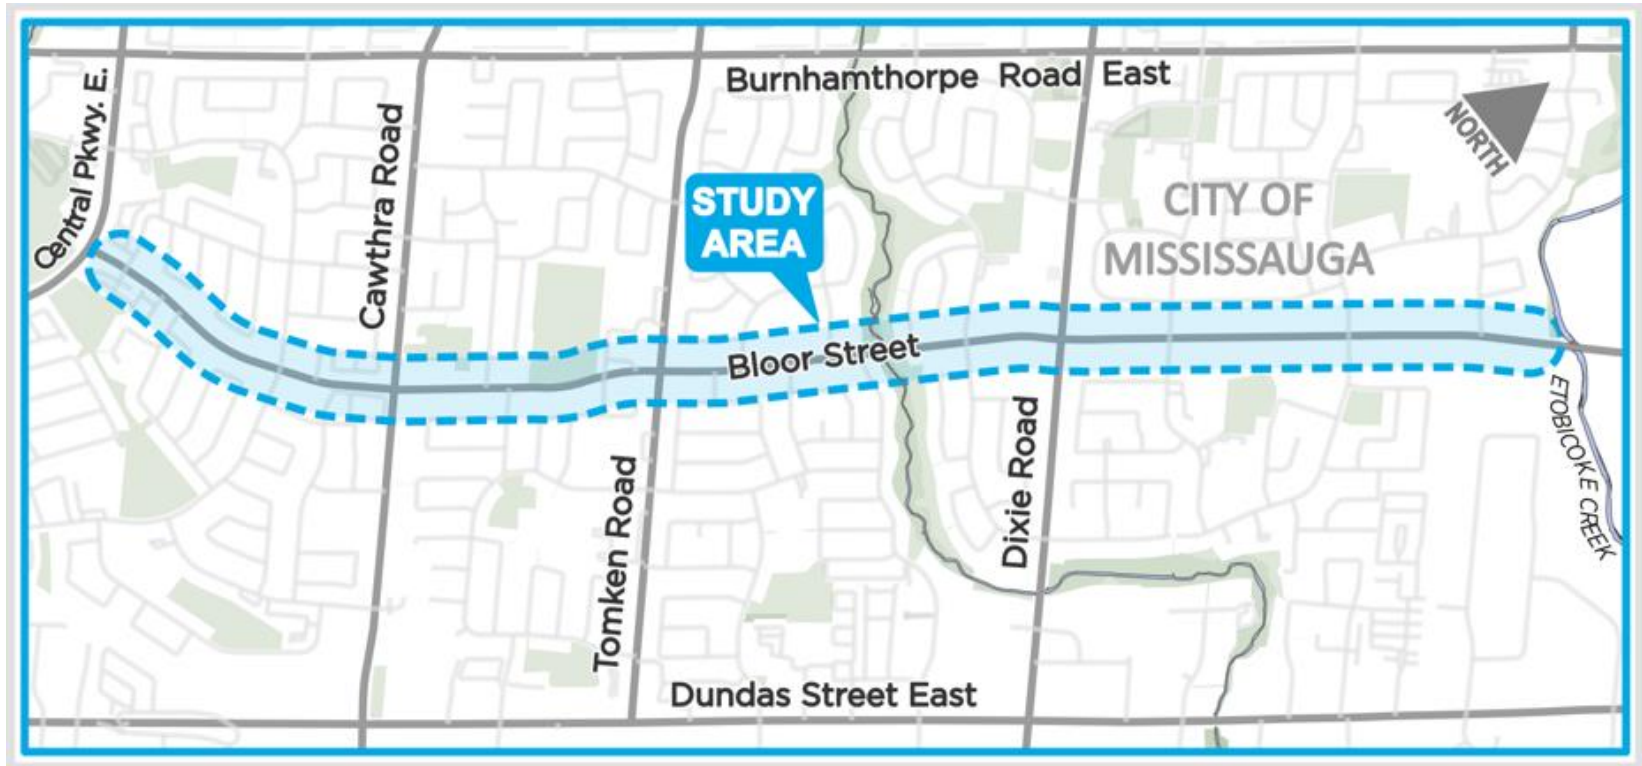 Burnhamthorpe Road East
Central Pkwy. E.
Cawthra Road
NORTH
STUDY
AREA
CITY OF
MISSISSAUGA
Bloor Street
Dixie Road
Tomken Road
ETOBICOKE CREEK
Dundas Street East